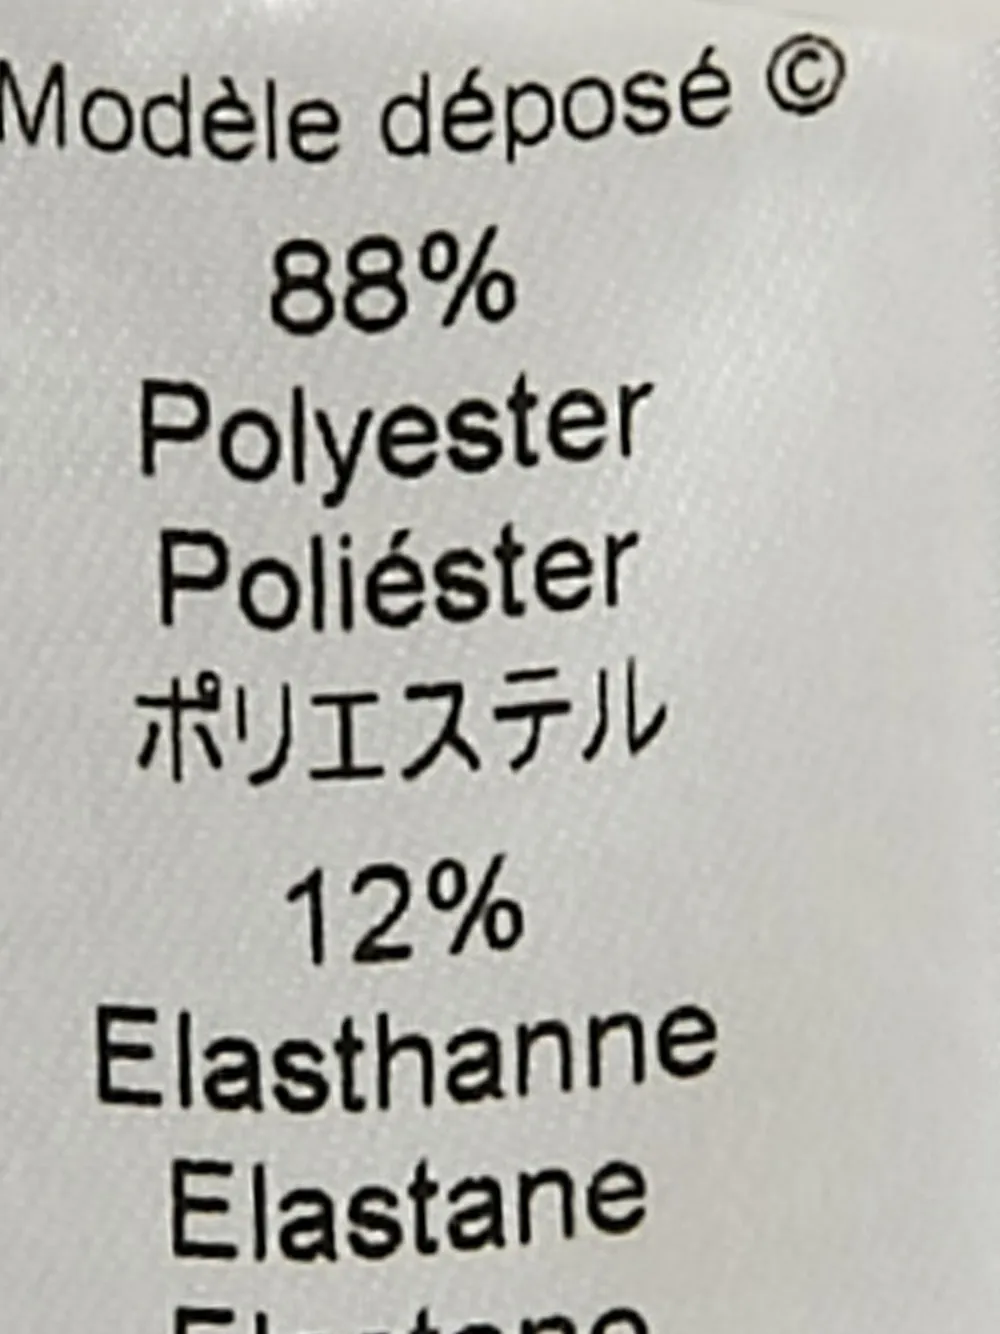 Modèle déposé ©
88%
Polyester
Poliéster
ポリエステル
12%
Elasthanne
Elastane